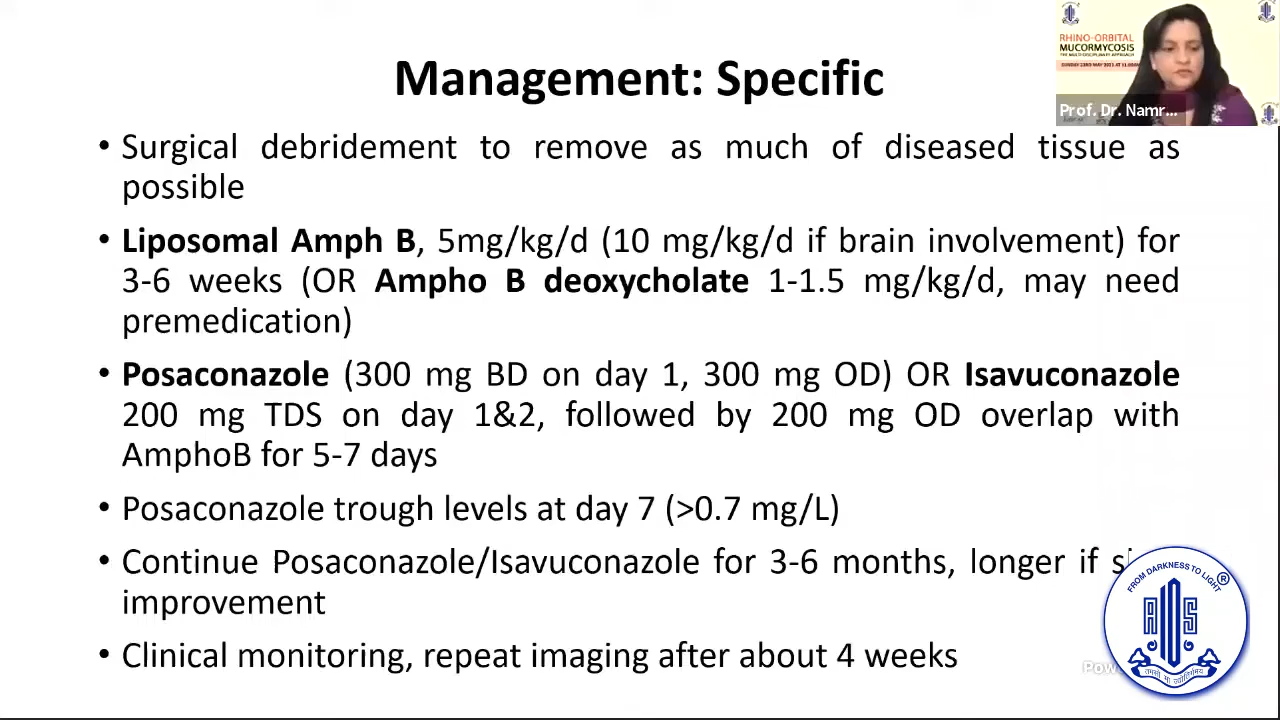 Management: Specific
RHINO-ORBITAL
MUCORMYCOSIS
Prof. Dr. Namr...
• Surgical debridement to remove as much of diseased tissue as
possible
• Liposomal Amph B, 5mg/kg/d (10 mg/kg/d if brain involvement) for
3-6 weeks (OR Ampho B deoxycholate 1-1.5 mg/kg/d, may need
premedication)
• Posaconazole (300 mg BD on day 1, 300 mg OD) OR Isavuconazole
200 mg TDS on day 1&2, followed by 200 mg OD overlap with
AmphoB for 5-7 days
• Posaconazole trough levels at day 7 (>0.7 mg/L)
• Continue Posaconazole/Isavuconazole for 3-6 months, longer if
improvement
• Clinical monitoring, repeat imaging after about 4 weeks
FROM DARKNESS TO LIGHT
®
AIOS